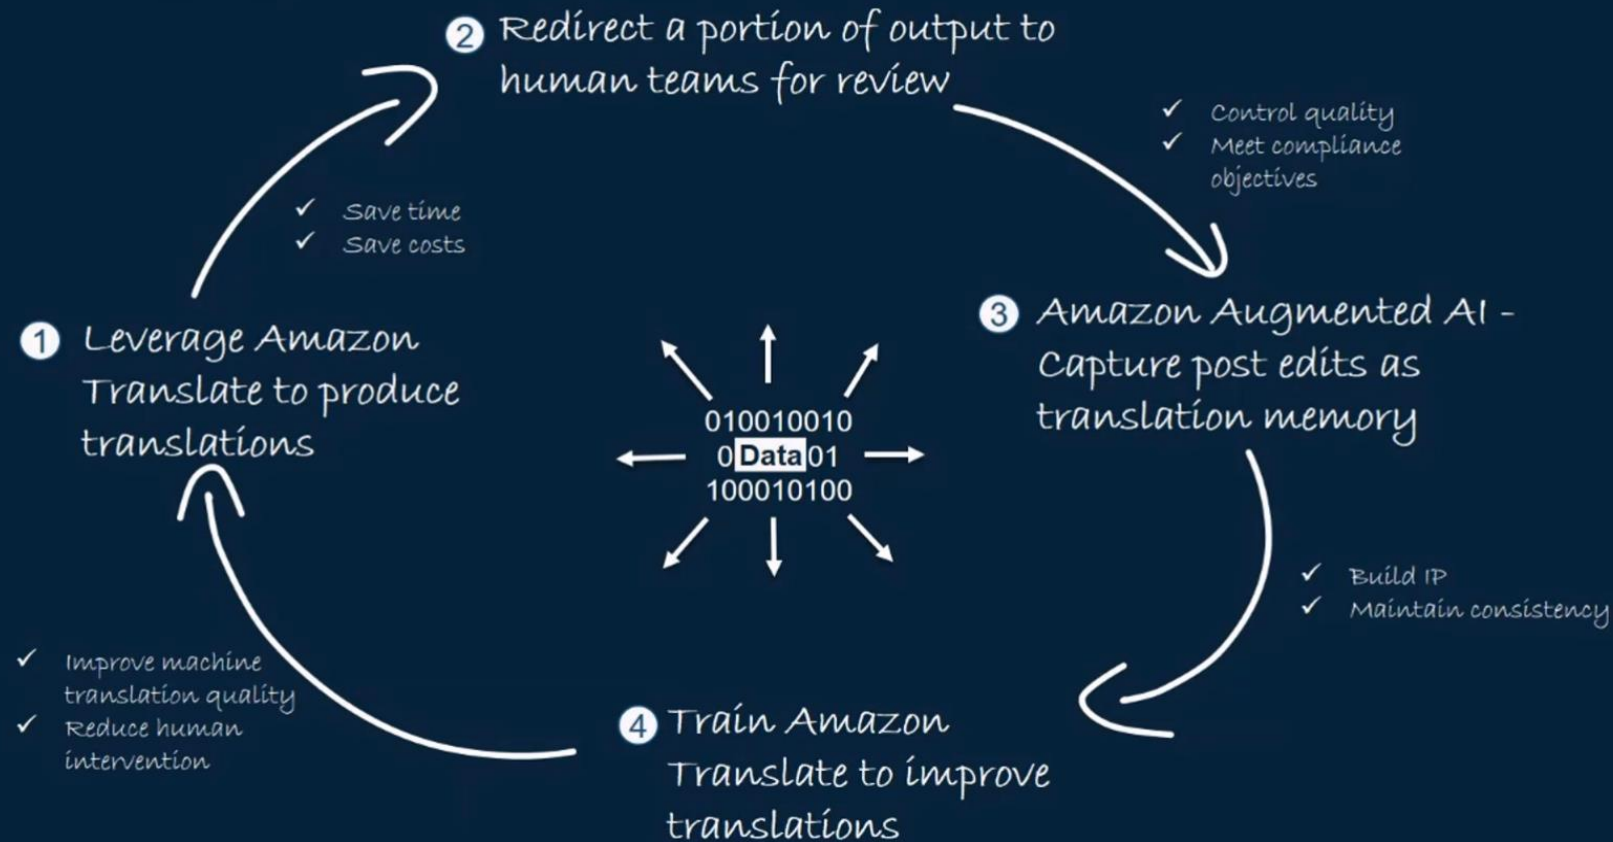 2 Redirect a portion of output to
human teams for review
✓ Control quality
✓ Meet compliance
objectives
✓ Save time
✓ Save costs
1 Leverage Amazon
Translate to produce
translations
3 Amazon Augmented AI -
Capture post edits as
translation memory
010010010
0Data01
100010100
✓ Build IP
✓ Maintain consistency
✓ Improve machine
translation quality
✓ Reduce human
intervention
4 Train Amazon
Translate to improve
translations